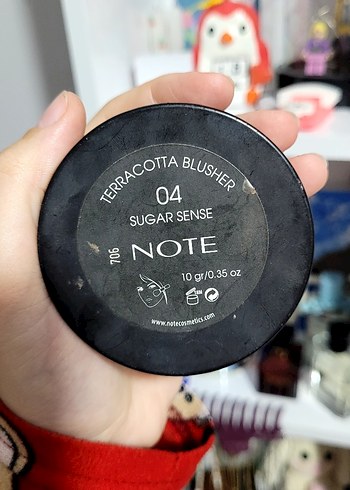 TERRACOTTA BLUSHER
04
SUGAR SENSE
706
NOTE
10 gr/0.35 oz
www.notecosmetics.com